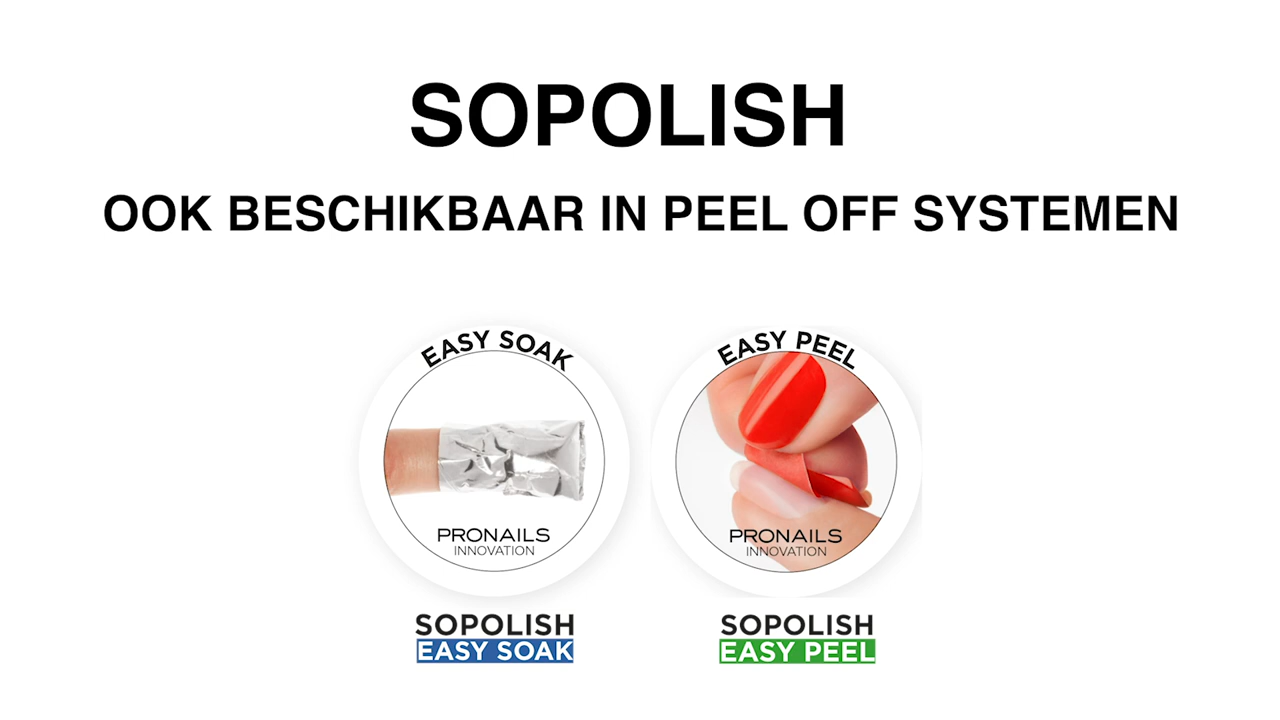 SOPOLISH
OOK BESCHIKBAAR IN PEEL OFF SYSTEMEN
EASY SOAK
PRONAILS
INNOVATION
SOPOLISH
EASY SOAK
EASY PEEL
PRONAILS
INNOVATION
SOPOLISH
EASY PEEL